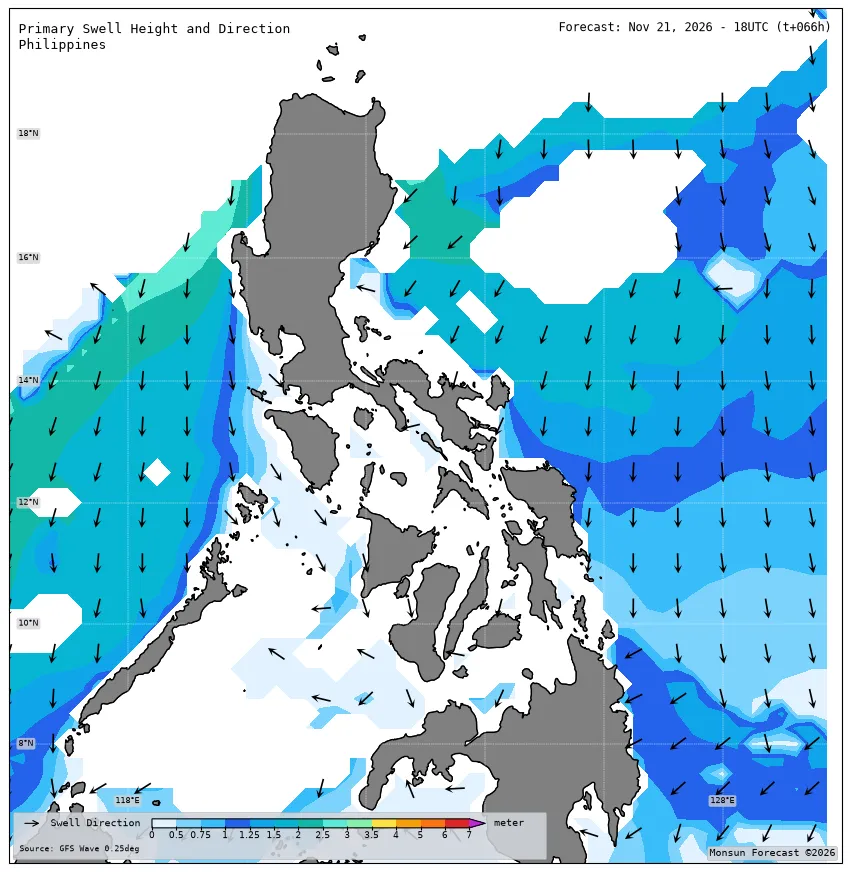 Primary Swell Height and Direction
Forecast: Nov 21, 2026 - 18UTC (t+066h)
Philippines
18°N
16°N
14°N
12°N
10°N
8°N
118°E
128°E
Swell Direction
meter
0 0.5 0.75 1 1.25 1.5 2 2.5 3 3.5 4 5 6 7
Source: GFS Wave 0.25deg
Monsun Forecast ©2026